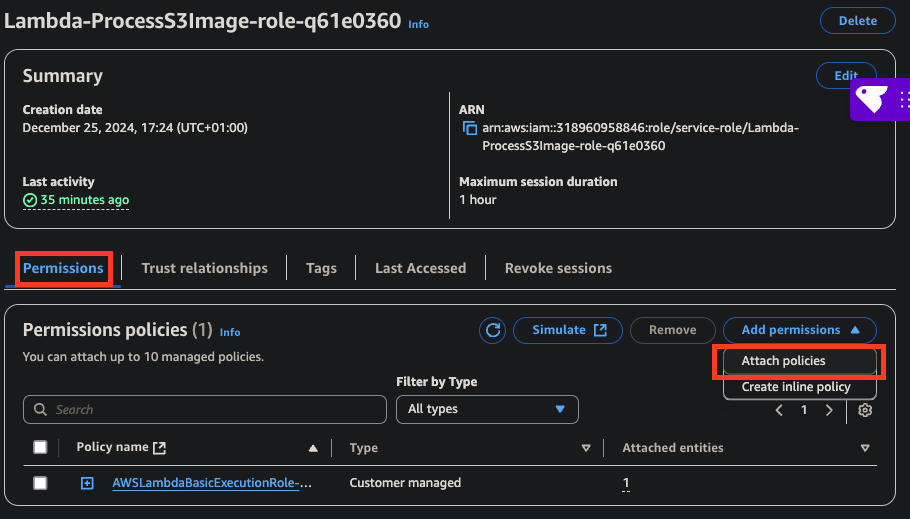 Lambda-ProcessS3Image-role-q61e0360 Info
Delete
Summary
Edit
Creation date
December 25, 2024, 17:24 (UTC+01:00)
ARN
arn:aws:iam::318960958846:role/service-role/Lambda-
ProcessS3Image-role-q61e0360
Last activity
35 minutes ago
Maximum session duration
1 hour
Permissions
Trust relationships
Tags
Last Accessed
Revoke sessions
Permissions policies (1) Info
Simulate
Remove
Add permissions
You can attach up to 10 managed policies.
Attach policies
Create inline policy
Filter by Type
Search
All types
1
Policy name
Type
Attached entities
AWSLambdaBasicExecutionRole-...
Customer managed
1